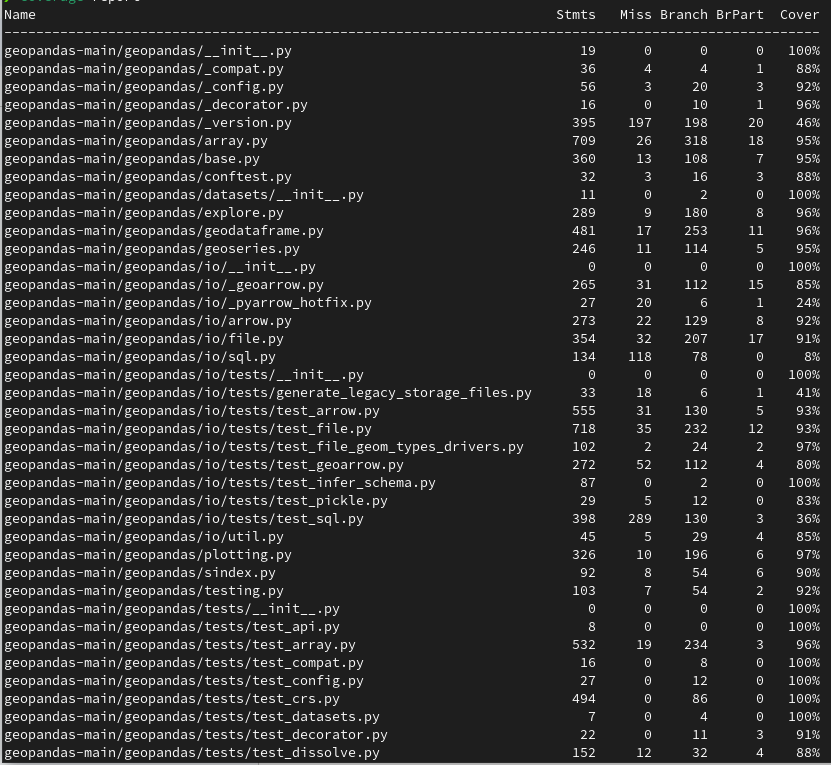 coverage report
Name Stmts Miss Branch BrPart Cover
--------------------------------------------------------------------------------------------------------
geopandas-main/geopandas/__init__.py 19 0 0 0 100%
geopandas-main/geopandas/_compat.py 36 4 4 1 88%
geopandas-main/geopandas/_config.py 56 3 20 3 92%
geopandas-main/geopandas/_decorator.py 16 0 10 1 96%
geopandas-main/geopandas/_version.py 395 197 198 20 46%
geopandas-main/geopandas/array.py 709 26 318 18 95%
geopandas-main/geopandas/base.py 360 13 108 7 95%
geopandas-main/geopandas/conftest.py 32 3 16 3 88%
geopandas-main/geopandas/datasets/__init__.py 11 0 2 0 100%
geopandas-main/geopandas/explore.py 289 9 180 8 96%
geopandas-main/geopandas/geodataframe.py 481 17 253 11 96%
geopandas-main/geopandas/geoseries.py 246 11 114 5 95%
geopandas-main/geopandas/io/__init__.py 0 0 0 0 100%
geopandas-main/geopandas/io/_geoarrow.py 265 31 112 15 85%
geopandas-main/geopandas/io/_pyarrow_hotfix.py 27 20 6 1 24%
geopandas-main/geopandas/io/arrow.py 273 22 129 8 92%
geopandas-main/geopandas/io/file.py 354 32 207 17 91%
geopandas-main/geopandas/io/sql.py 134 118 78 0 8%
geopandas-main/geopandas/io/tests/__init__.py 0 0 0 0 100%
geopandas-main/geopandas/io/tests/generate_legacy_storage_files.py 33 18 6 1 41%
geopandas-main/geopandas/io/tests/test_arrow.py 555 31 130 5 93%
geopandas-main/geopandas/io/tests/test_file.py 718 35 232 12 93%
geopandas-main/geopandas/io/tests/test_file_geom_types_drivers.py 102 2 24 2 97%
geopandas-main/geopandas/io/tests/test_geoarrow.py 272 52 112 4 80%
geopandas-main/geopandas/io/tests/test_infer_schema.py 87 0 2 0 100%
geopandas-main/geopandas/io/tests/test_pickle.py 29 5 12 0 83%
geopandas-main/geopandas/io/tests/test_sql.py 398 289 130 3 36%
geopandas-main/geopandas/io/util.py 45 5 29 4 85%
geopandas-main/geopandas/plotting.py 326 10 196 6 97%
geopandas-main/geopandas/sindex.py 92 8 54 6 90%
geopandas-main/geopandas/testing.py 103 7 54 2 92%
geopandas-main/geopandas/tests/__init__.py 0 0 0 0 100%
geopandas-main/geopandas/tests/test_api.py 8 0 0 0 100%
geopandas-main/geopandas/tests/test_array.py 532 19 234 3 96%
geopandas-main/geopandas/tests/test_compat.py 16 0 8 0 100%
geopandas-main/geopandas/tests/test_config.py 27 0 12 0 100%
geopandas-main/geopandas/tests/test_crs.py 494 0 86 0 100%
geopandas-main/geopandas/tests/test_datasets.py 7 0 4 0 100%
geopandas-main/geopandas/tests/test_decorator.py 22 0 11 3 91%
geopandas-main/geopandas/tests/test_dissolve.py 152 12 32 4 88%